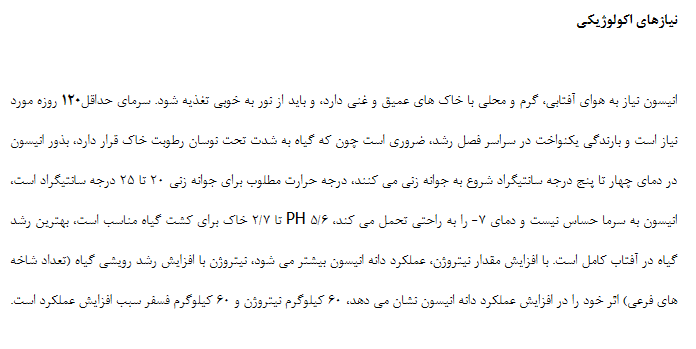 نیازهای اکولوژیکی
انیسون نیاز به هوای آفتابی، گرم و محلی با خاک های عمیق و غنی دارد، و باید از نور به خوبی تغذیه شود. سرمای حداقل۱۲۰ روزه مورد
نیاز است و بارندگی یکنواخت در سراسر فصل رشد، ضروری است چون که گیاه به شدت تحت نوسان رطوبت خاک قرار دارد، بذور انیسون
در دمای چهار تا پنج درجه سانتیگراد شروع به جوانه زنی می کنند، درجه حرارت مطلوب برای جوانه زنی ۲۰ تا ۲۵ درجه سانتیگراد است،
انیسون به سرما حساس نیست و دمای ۷- را به راحتی تحمل می کند، PH ۵/۶ تا ۲/۷ خاک برای کشت گیاه مناسب است، بهترین رشد
گیاه در آفتاب کامل است. با افزایش مقدار نیتروژن، عملکرد دانه انیسون بیشتر می شود، نیتروژن با افزایش رشد رویشی گیاه (تعداد شاخه
های فرعی) اثر خود را در افزایش عملکرد دانه انیسون نشان می دهد، ۶۰ کیلوگرم نیتروژن و ۶۰ کیلوگرم فسفر سبب افزایش عملکرد است.